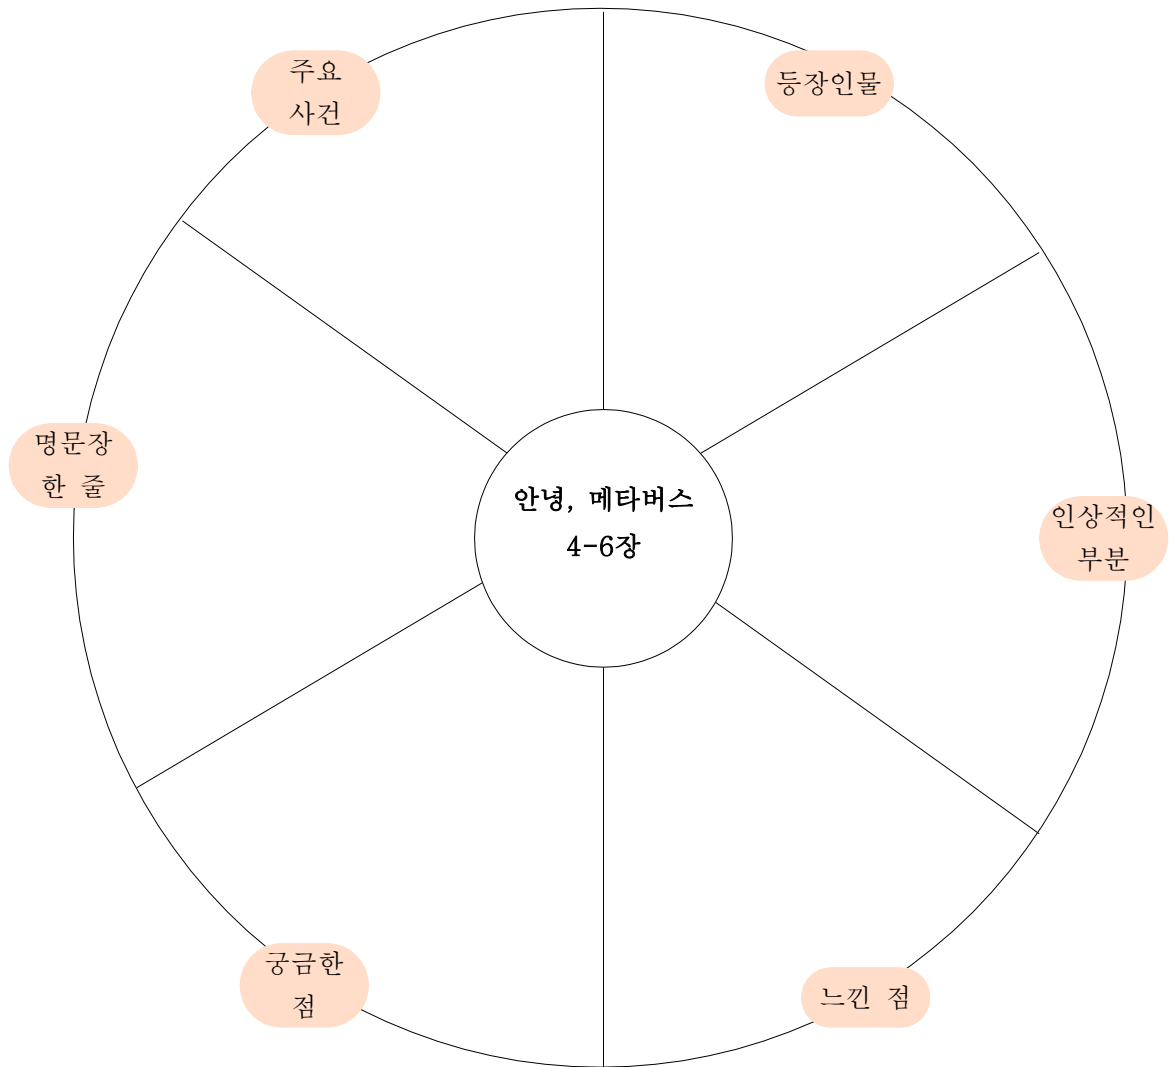 주요
사건
등장인물
명문장
한 줄
안녕, 메타버스
4-6장
인상적인
부분
궁금한
점
느낀 점